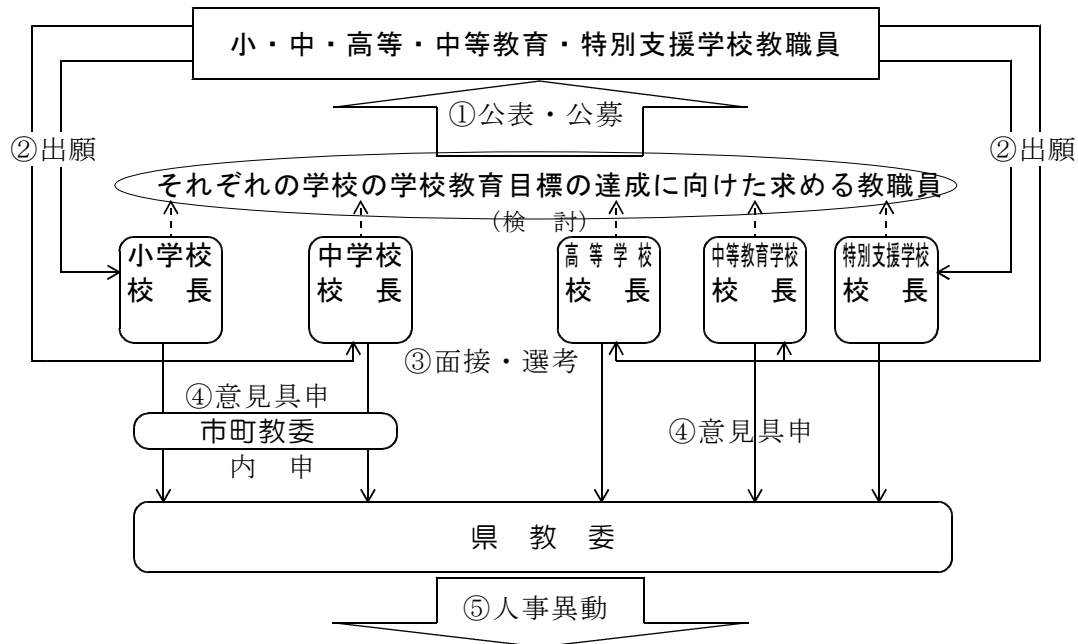 小・中・高等・中等教育・特別支援学校教職員
①公表・公募
②出願
②出願
それぞれの学校の学校教育目標の達成に向けた求める教職員
(検 討)
小学校
校 長
中学校
校 長
高等学校
校 長
中等教育学校
校 長
特別支援学校
校 長
③面接・選考
④意見具申
市町教委
内 申
④意見具申
県 教 委
⑤人事異動